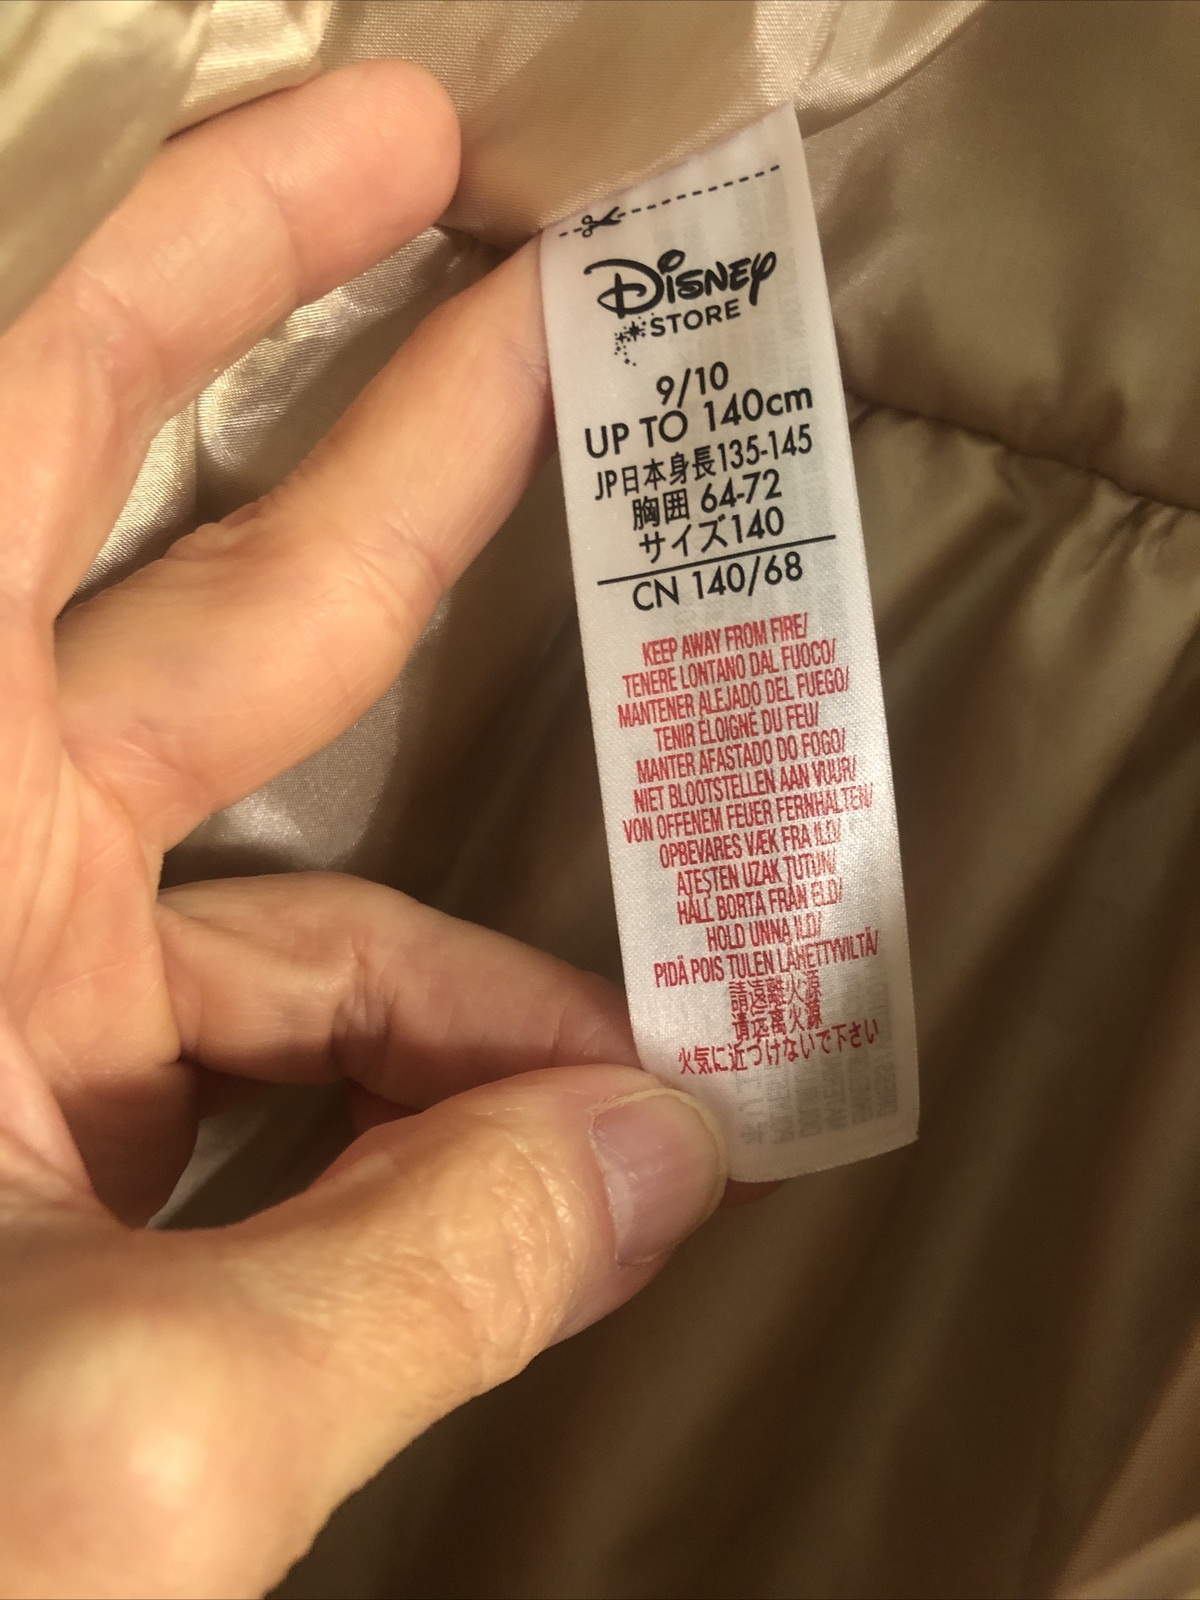 Disney
STORE
9/10
UP TO 140cm
JP日本身長135-145
胸囲 64-72
サイズ140
CN 140/68
KEEP AWAY FROM FIRE/
TENERE LONTANO DAL FUOCO/
MANTENER ALEJADO DEL FUEGO/
TENIR ÉLOIGNÉ DU FEU/
MANTER AFASTADO DO FOGO/
NIET BLOOTSTELLEN AAN VUUR/
VON OFFENEM FEUER FERNHALTEN/
OPBEVARES VÆK FRA ILD/
ATEŞTEN UZAK TUTUN/
HÅLL BORTA FRÅN ELD/
HOLD UNNA ILD/
PIDÄ POIS TULEN LÄHETTYVILTÄ/
請遠離火源
请远离火源
火気に近づけないで下さい